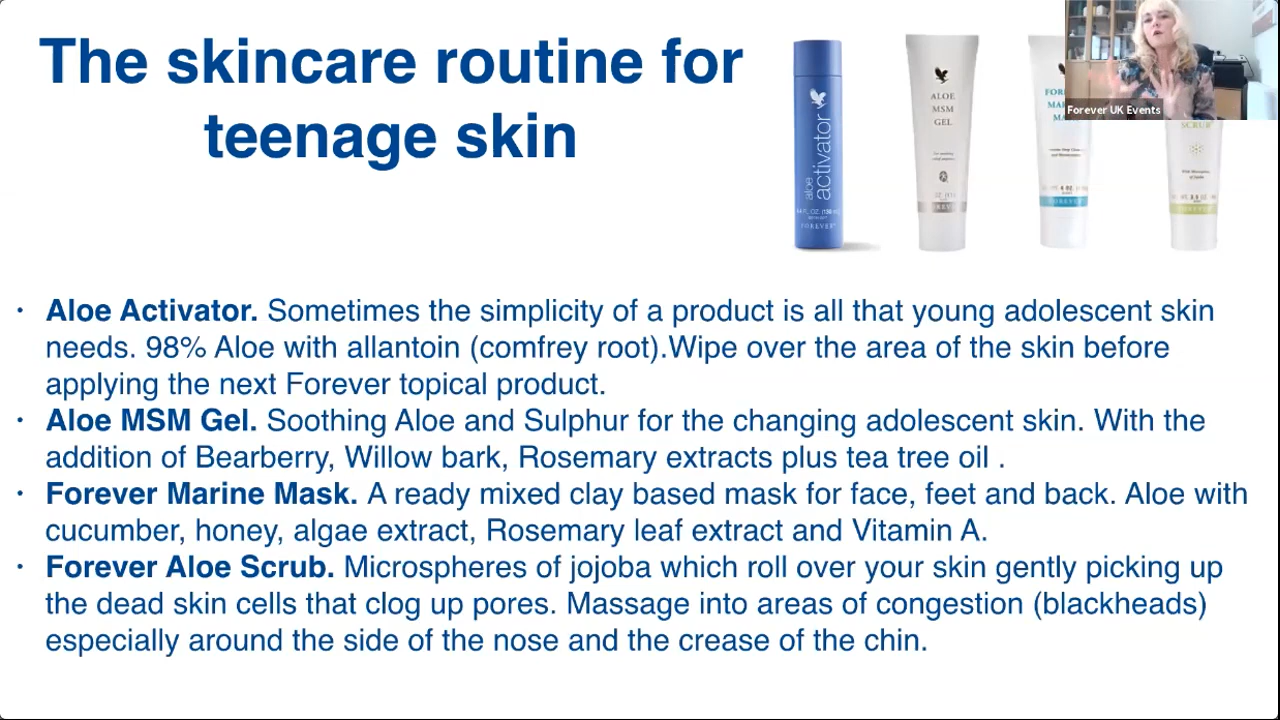 The skincare routine for
teenage skin
aloe activator
FOREVER
ALOE
MSM
GEL
FOREVER
SCRUB
FOREVER
Forever UK Events
· Aloe Activator. Sometimes the simplicity of a product is all that young adolescent skin
needs. 98% Aloe with allantoin (comfrey root).Wipe over the area of the skin before
applying the next Forever topical product.
· Aloe MSM Gel. Soothing Aloe and Sulphur for the changing adolescent skin. With the
addition of Bearberry, Willow bark, Rosemary extracts plus tea tree oil .
· Forever Marine Mask. A ready mixed clay based mask for face, feet and back. Aloe with
cucumber, honey, algae extract, Rosemary leaf extract and Vitamin A.
· Forever Aloe Scrub. Microspheres of jojoba which roll over your skin gently picking up
the dead skin cells that clog up pores. Massage into areas of congestion (blackheads)
especially around the side of the nose and the crease of the chin.